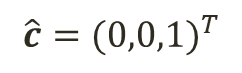 ĉ = (0,0,1)ᵀ